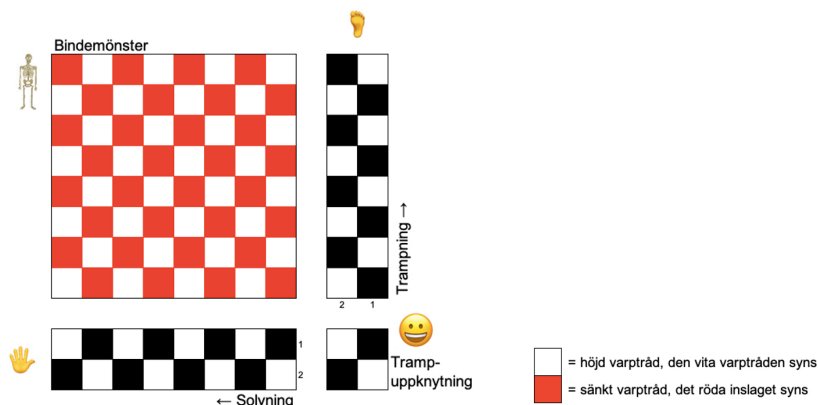 Bindemönster
Trampning →
2 1
1
2
← Solvning
Tramp-
uppknytning
= höjd varptråd, den vita varptråden syns
= sänkt varptråd, det röda inslaget syns